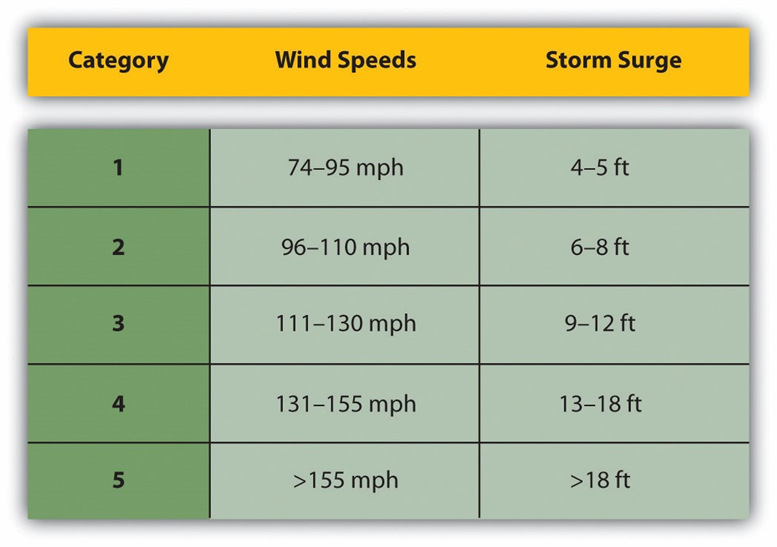 Category Wind Speeds Storm Surge
1 74–95 mph 4–5 ft
2 96–110 mph 6–8 ft
3 111–130 mph 9–12 ft
4 131–155 mph 13–18 ft
5 >155 mph >18 ft